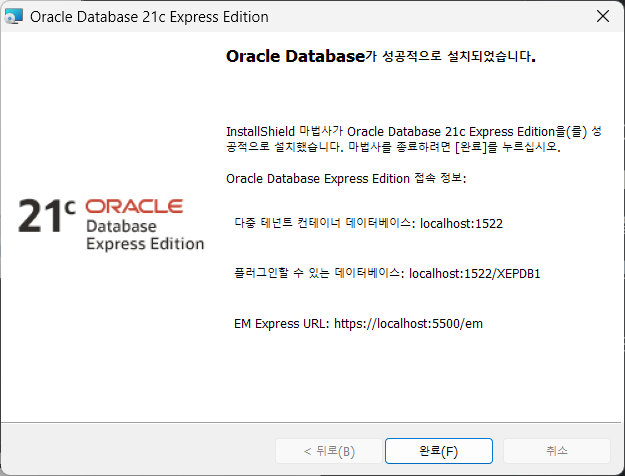 Oracle Database 21c Express Edition
Oracle Database가 성공적으로 설치되었습니다.
InstallShield 마법사가 Oracle Database 21c Express Edition을(를) 성
공적으로 설치했습니다. 마법사를 종료하려면 [완료]를 누르십시오.
Oracle Database Express Edition 접속 정보:
21c ORACLE
Database
Express Edition
다중 테넌트 컨테이너 데이터베이스: localhost:1522
플러그인할 수 있는 데이터베이스: localhost:1522/XEPDB1
EM Express URL: https://localhost:5500/em
< 뒤로(B) 완료(F) 취소